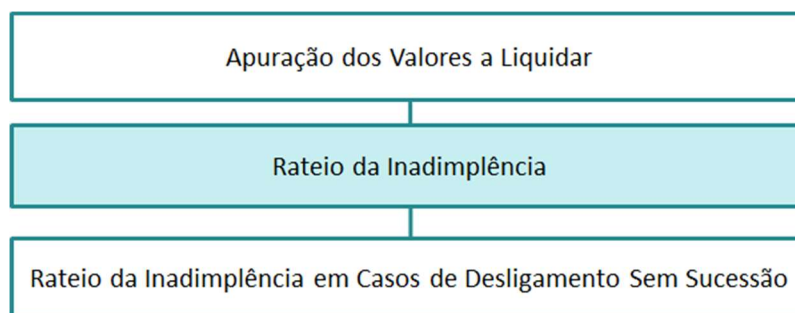 Apuração dos Valores a Liquidar
Rateio da Inadimplência
Rateio da Inadimplência em Casos de Desligamento Sem Sucessão